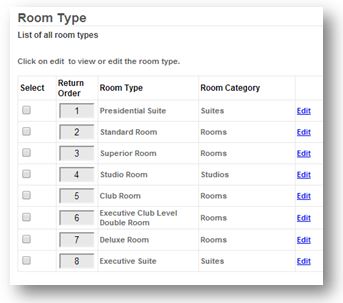 Room Type
List of all room types
Click on edit to view or edit the room type.
Select Return Order Room Type Room Category
1 Presidential Suite Suites Edit
2 Standard Room Rooms Edit
3 Superior Room Rooms Edit
4 Studio Room Studios Edit
5 Club Room Rooms Edit
6 Executive Club Level Double Room Rooms Edit
7 Deluxe Room Rooms Edit
8 Executive Suite Suites Edit